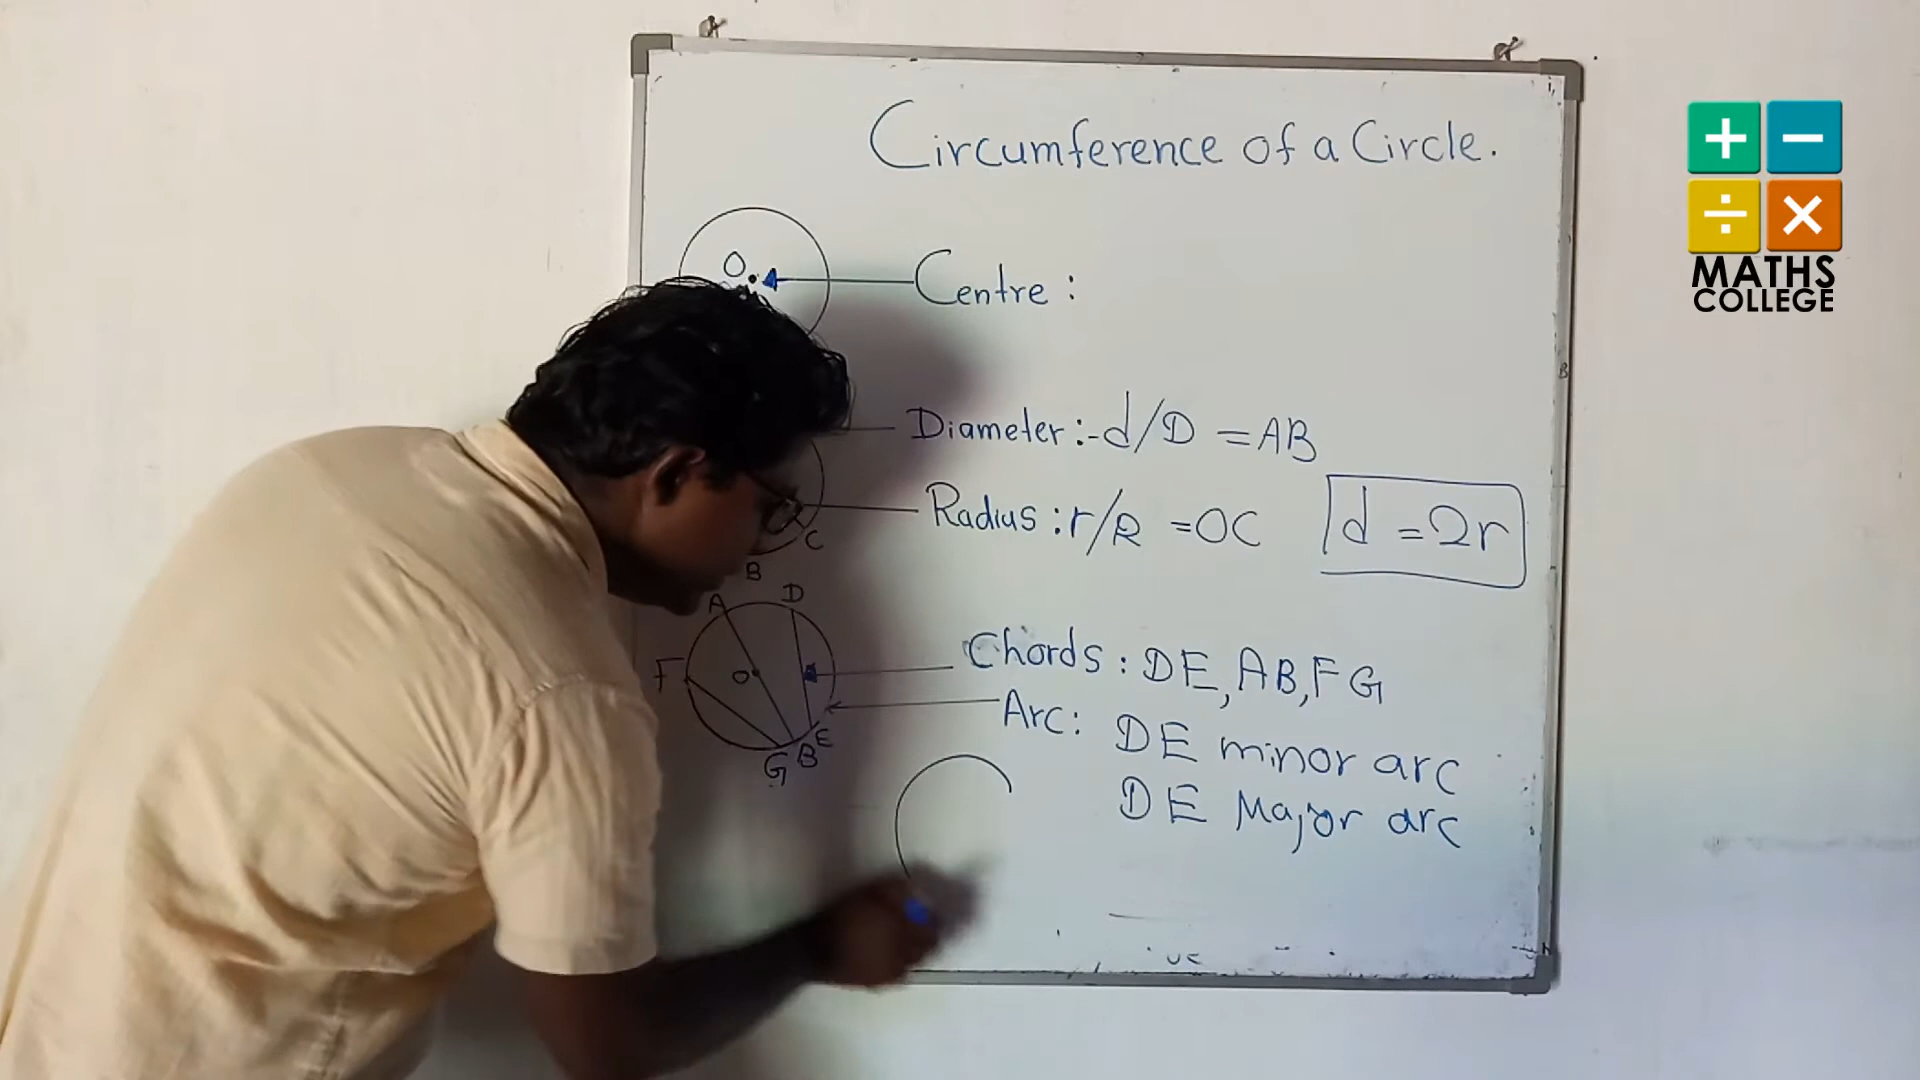 Circumference of a Circle.
O
Centre :
Diameter :- d/D = AB
Radius : r/R = OC
d = 2r
C
B
A D
F O
E
G B
Chords : DE, AB, FG
Arc : DE minor arc
DE Major arc
+ −
÷ ×
MATHS
COLLEGE